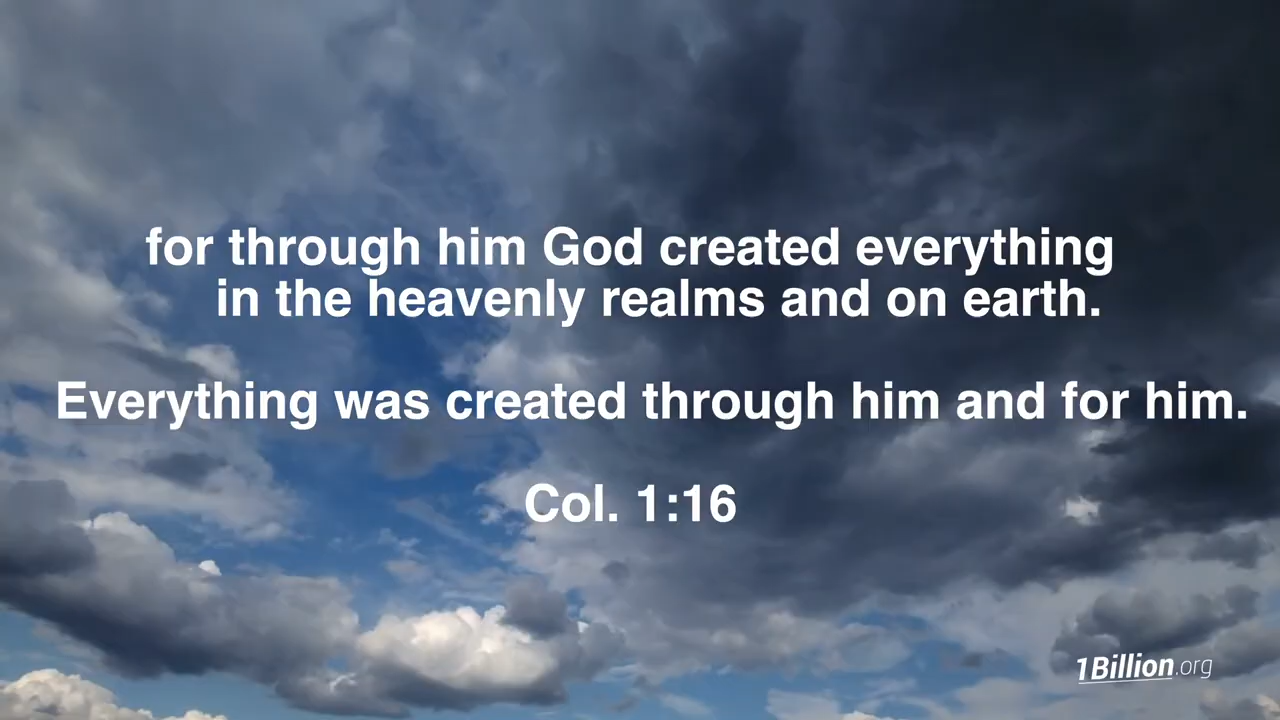 for through him God created everything
in the heavenly realms and on earth.
Everything was created through him and for him.
Col. 1:16
1Billion.org